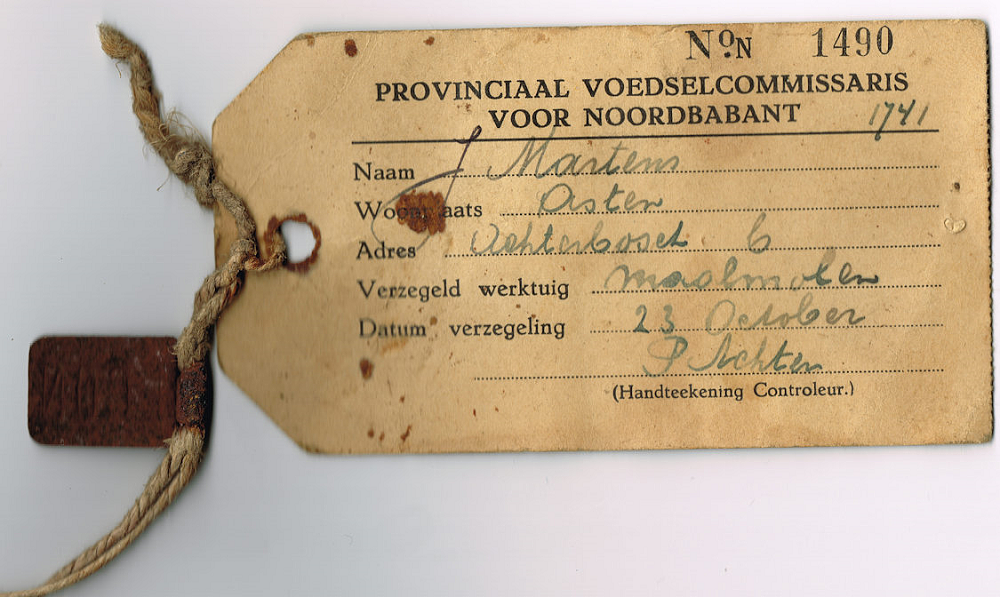 Nº N 1490
PROVINCIAAL VOEDSELCOMMISSARIS
VOOR NOORDBABANT 1741
Naam J Martens
Woonplaats Asten
Adres Achterbosch 6
Verzegeld werktuig maalmolen
Datum verzegeling 23 October
P Achten
(Handteekening Controleur.)